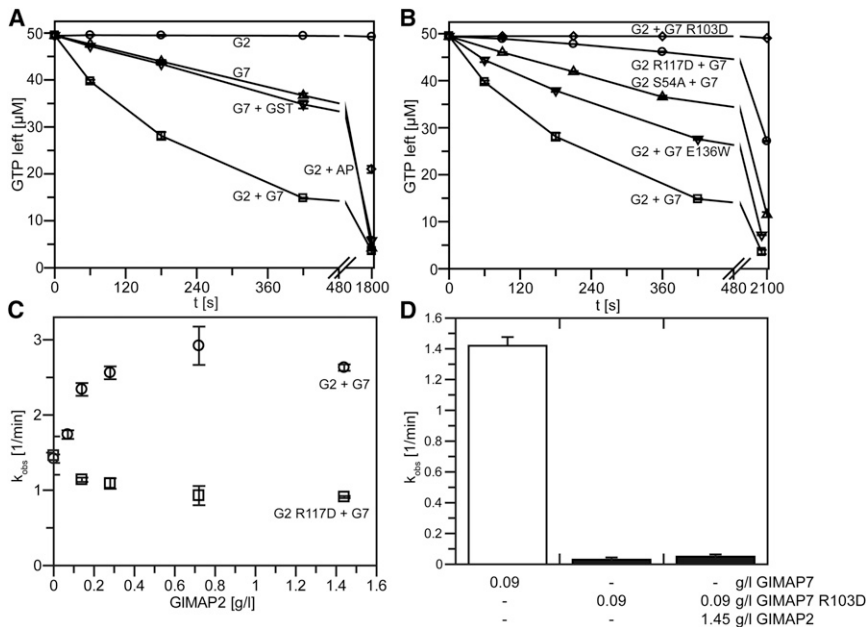 A
50
40
30
20
10
0
GTP left [µM]
G2
G7
G7 + GST
G2 + AP
G2 + G7
0 120 240 360 480 1800
t [s]
B
50
40
30
20
10
0
GTP left [µM]
G2 + G7 R103D
G2 R117D + G7
G2 S54A + G7
G2 + G7 E136W
G2 + G7
0 120 240 360 480 2100
t [s]
C
3
2
1
0
kobs [1/min]
G2 + G7
G2 R117D + G7
0 0.2 0.4 0.6 0.8 1.0 1.2 1.4 1.6
GIMAP2 [g/l]
D
1.6
1.4
1.2
1
0.8
0.6
0.4
0.2
0
kobs [1/min]
0.09 - - g/l GIMAP7
- 0.09 0.09 g/l GIMAP7 R103D
- - 1.45 g/l GIMAP2